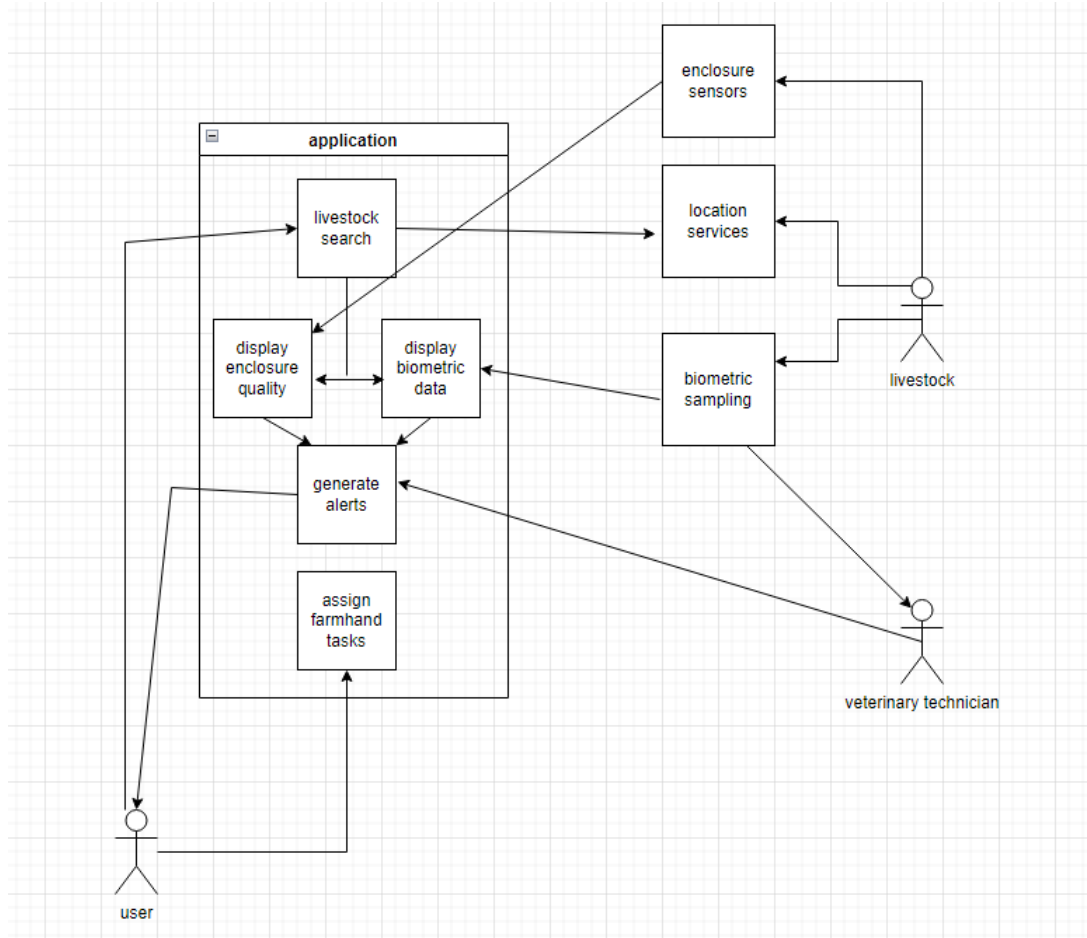 enclosure
sensors
application
livestock
search
location
services
display
enclosure
quality
display
biometric
data
biometric
sampling
livestock
generate
alerts
assign
farmhand
tasks
veterinary technician
user